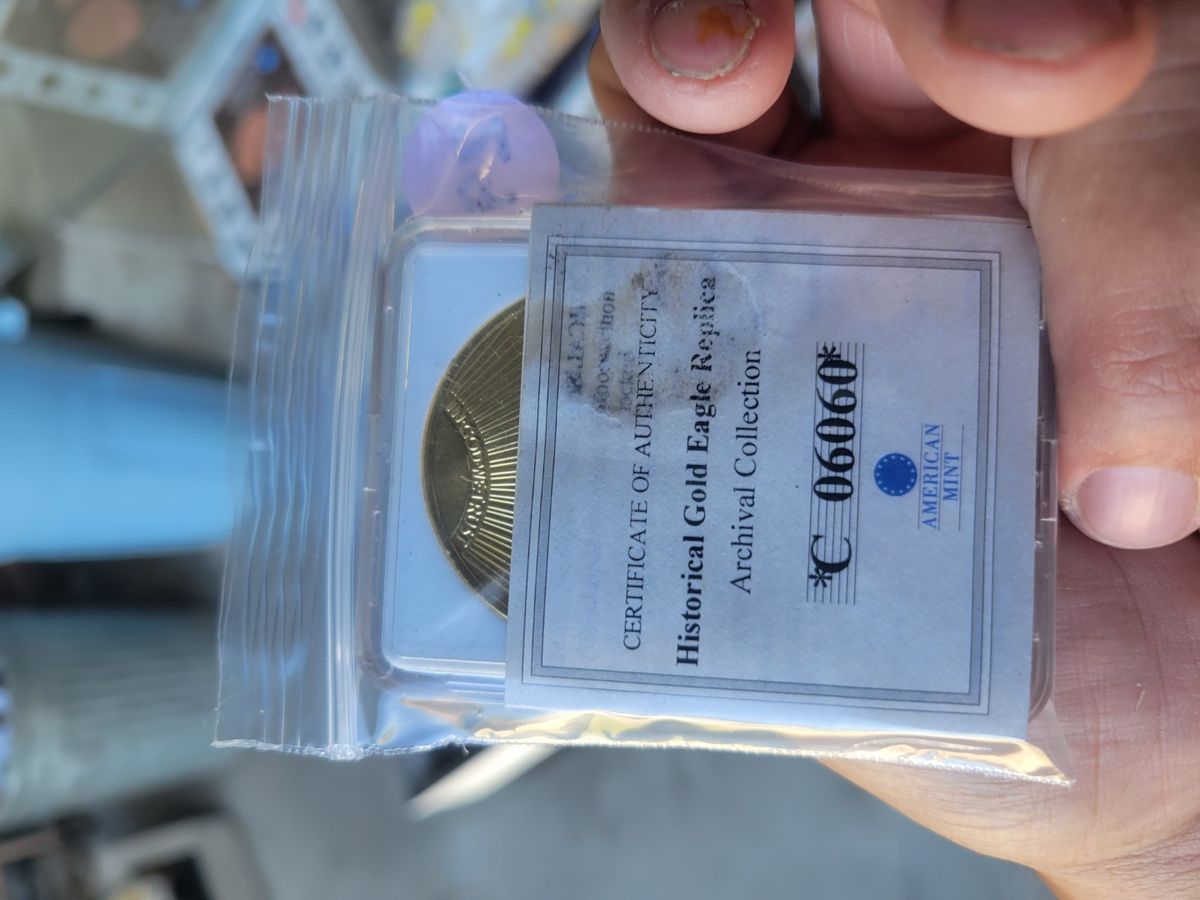 CERTIFICATE OF AUTHENTICITY
Historical Gold Eagle Replica
Archival Collection
*C 06060*
AMERICAN
MINT